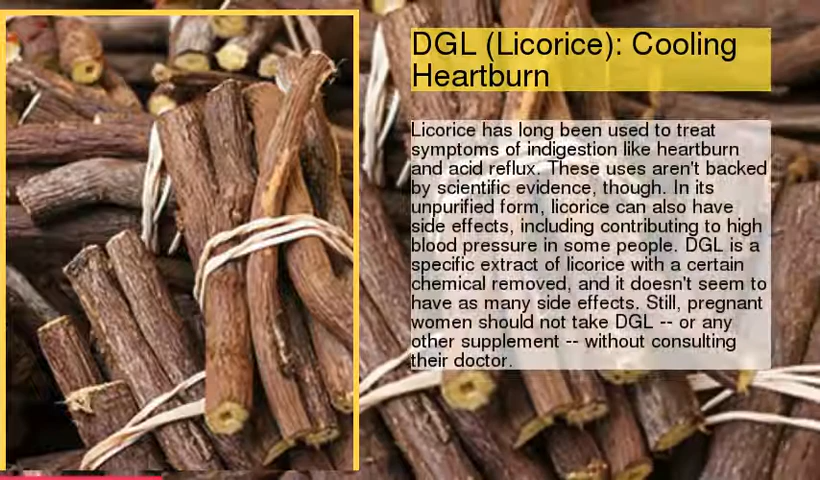 DGL (Licorice): Cooling
Heartburn
Licorice has long been used to treat
symptoms of indigestion like heartburn
and acid reflux. These uses aren't backed
by scientific evidence, though. In its
unpurified form, licorice can also have
side effects, including contributing to high
blood pressure in some people. DGL is a
specific extract of licorice with a certain
chemical removed, and it doesn't seem to
have as many side effects. Still, pregnant
women should not take DGL -- or any
other supplement -- without consulting
their doctor.